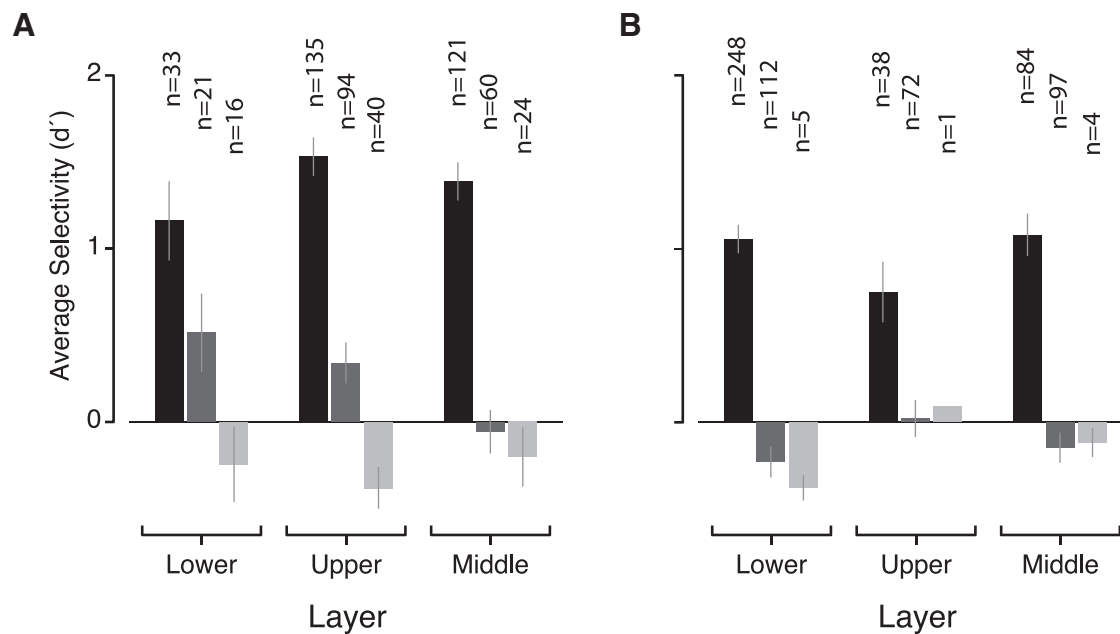 A
n=33
n=21
n=16
n=135
n=94
n=40
n=121
n=60
n=24
2
1
0
Average Selectivity (d´)
Lower
Upper
Middle
Layer
B
n=248
n=112
n=5
n=38
n=72
n=1
n=84
n=97
n=4
Lower
Upper
Middle
Layer